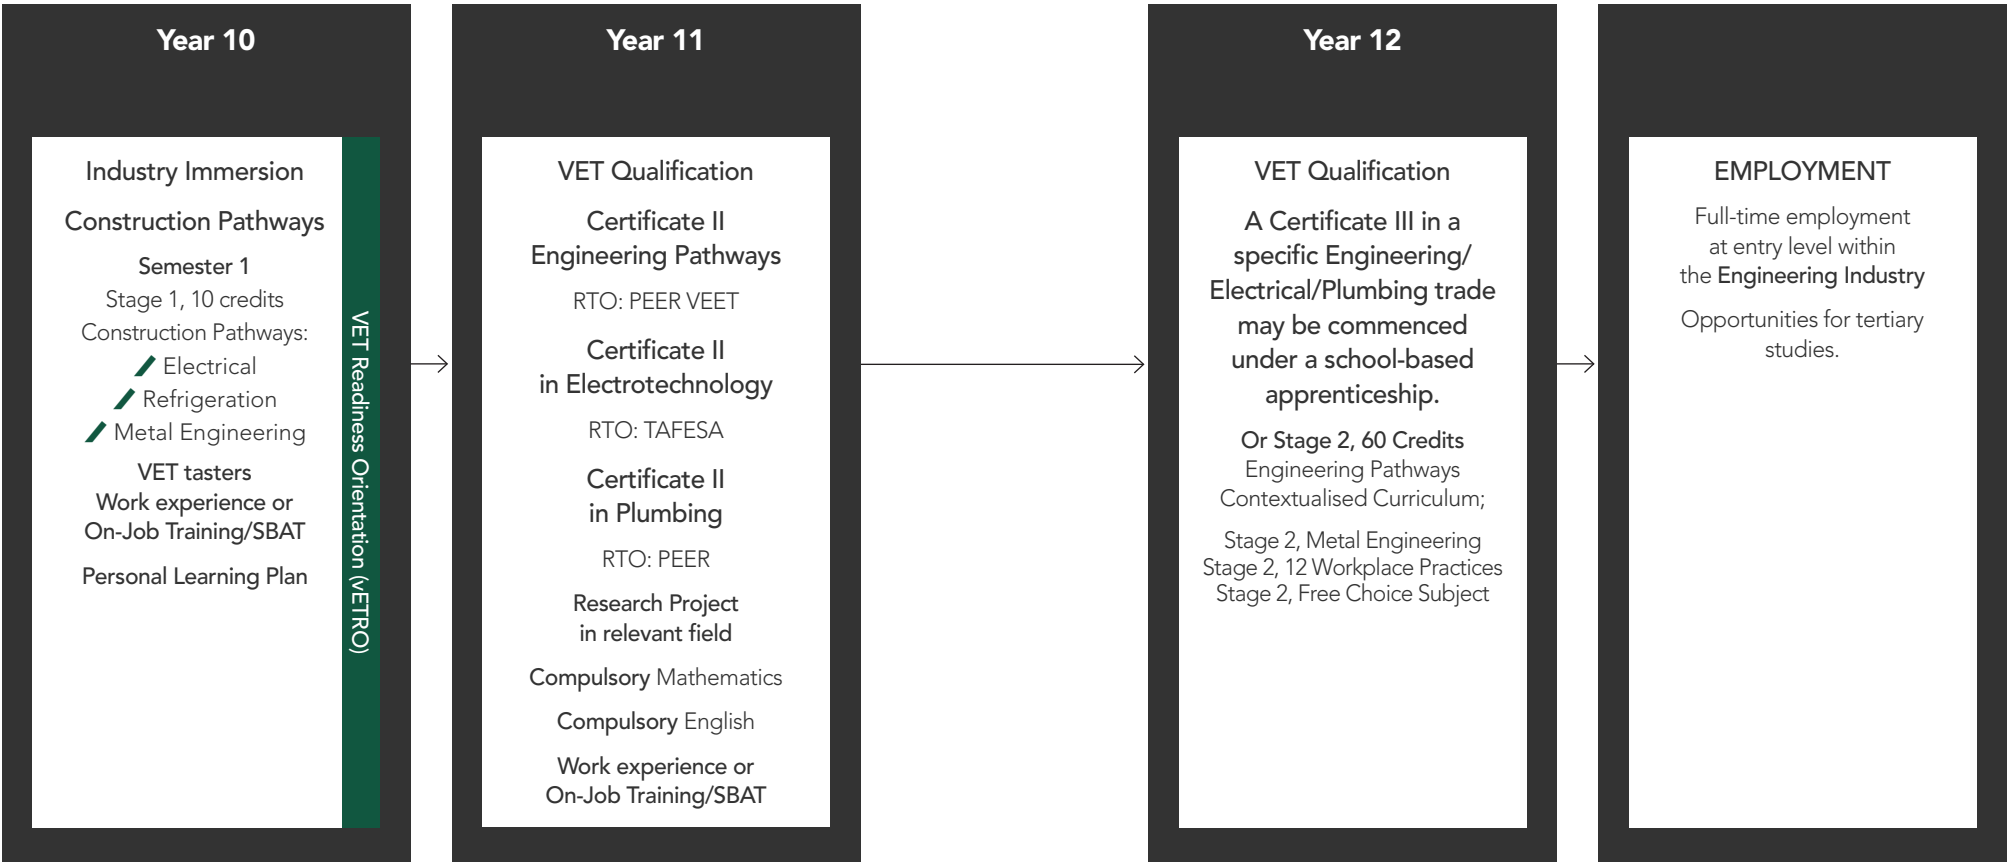 Year 10
Industry Immersion
Construction Pathways
Semester 1
Stage 1, 10 credits
Construction Pathways:
Electrical
Refrigeration
Metal Engineering
VET tasters
Work experience or
On-Job Training/SBAT
Personal Learning Plan
VET Readiness Orientation (vETRO)
Year 11
VET Qualification
Certificate II
Engineering Pathways
RTO: PEER VEET
Certificate II
in Electrotechnology
RTO: TAFESA
Certificate II
in Plumbing
RTO: PEER
Research Project
in relevant field
Compulsory Mathematics
Compulsory English
Work experience or
On-Job Training/SBAT
Year 12
VET Qualification
A Certificate III in a
specific Engineering/
Electrical/Plumbing trade
may be commenced
under a school-based
apprenticeship.
Or Stage 2, 60 Credits
Engineering Pathways
Contextualised Curriculum;
Stage 2, Metal Engineering
Stage 2, 12 Workplace Practices
Stage 2, Free Choice Subject
EMPLOYMENT
Full-time employment
at entry level within
the Engineering Industry
Opportunities for tertiary
studies.